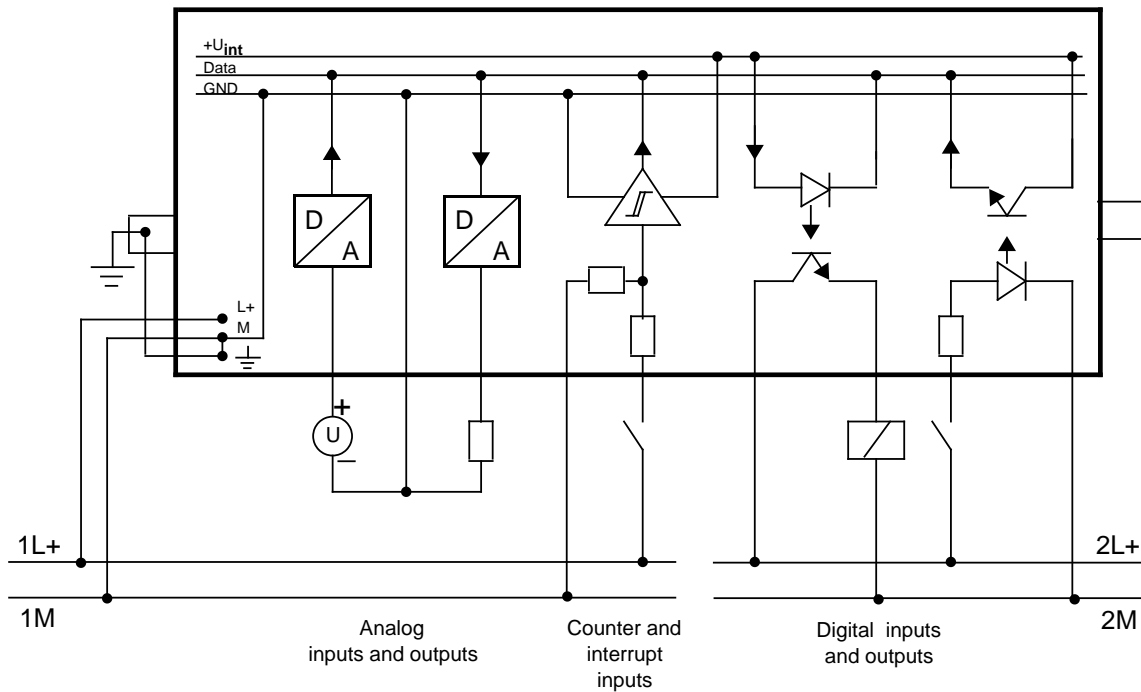 +Uint
Data
GND
D
A
D
A
L+
M
+
U
–
1L+
2L+
1M
2M
Analog
inputs and outputs
Counter and
interrupt
inputs
Digital inputs
and outputs